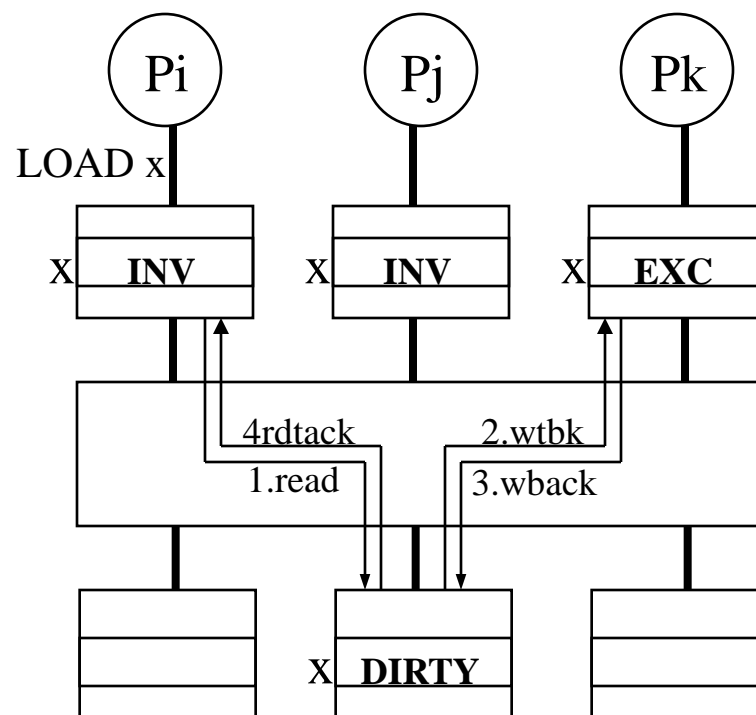 Pi Pj Pk
LOAD x
X INV X INV X EXC
4rdtack 2.wtbk
1.read 3.wback
X DIRTY